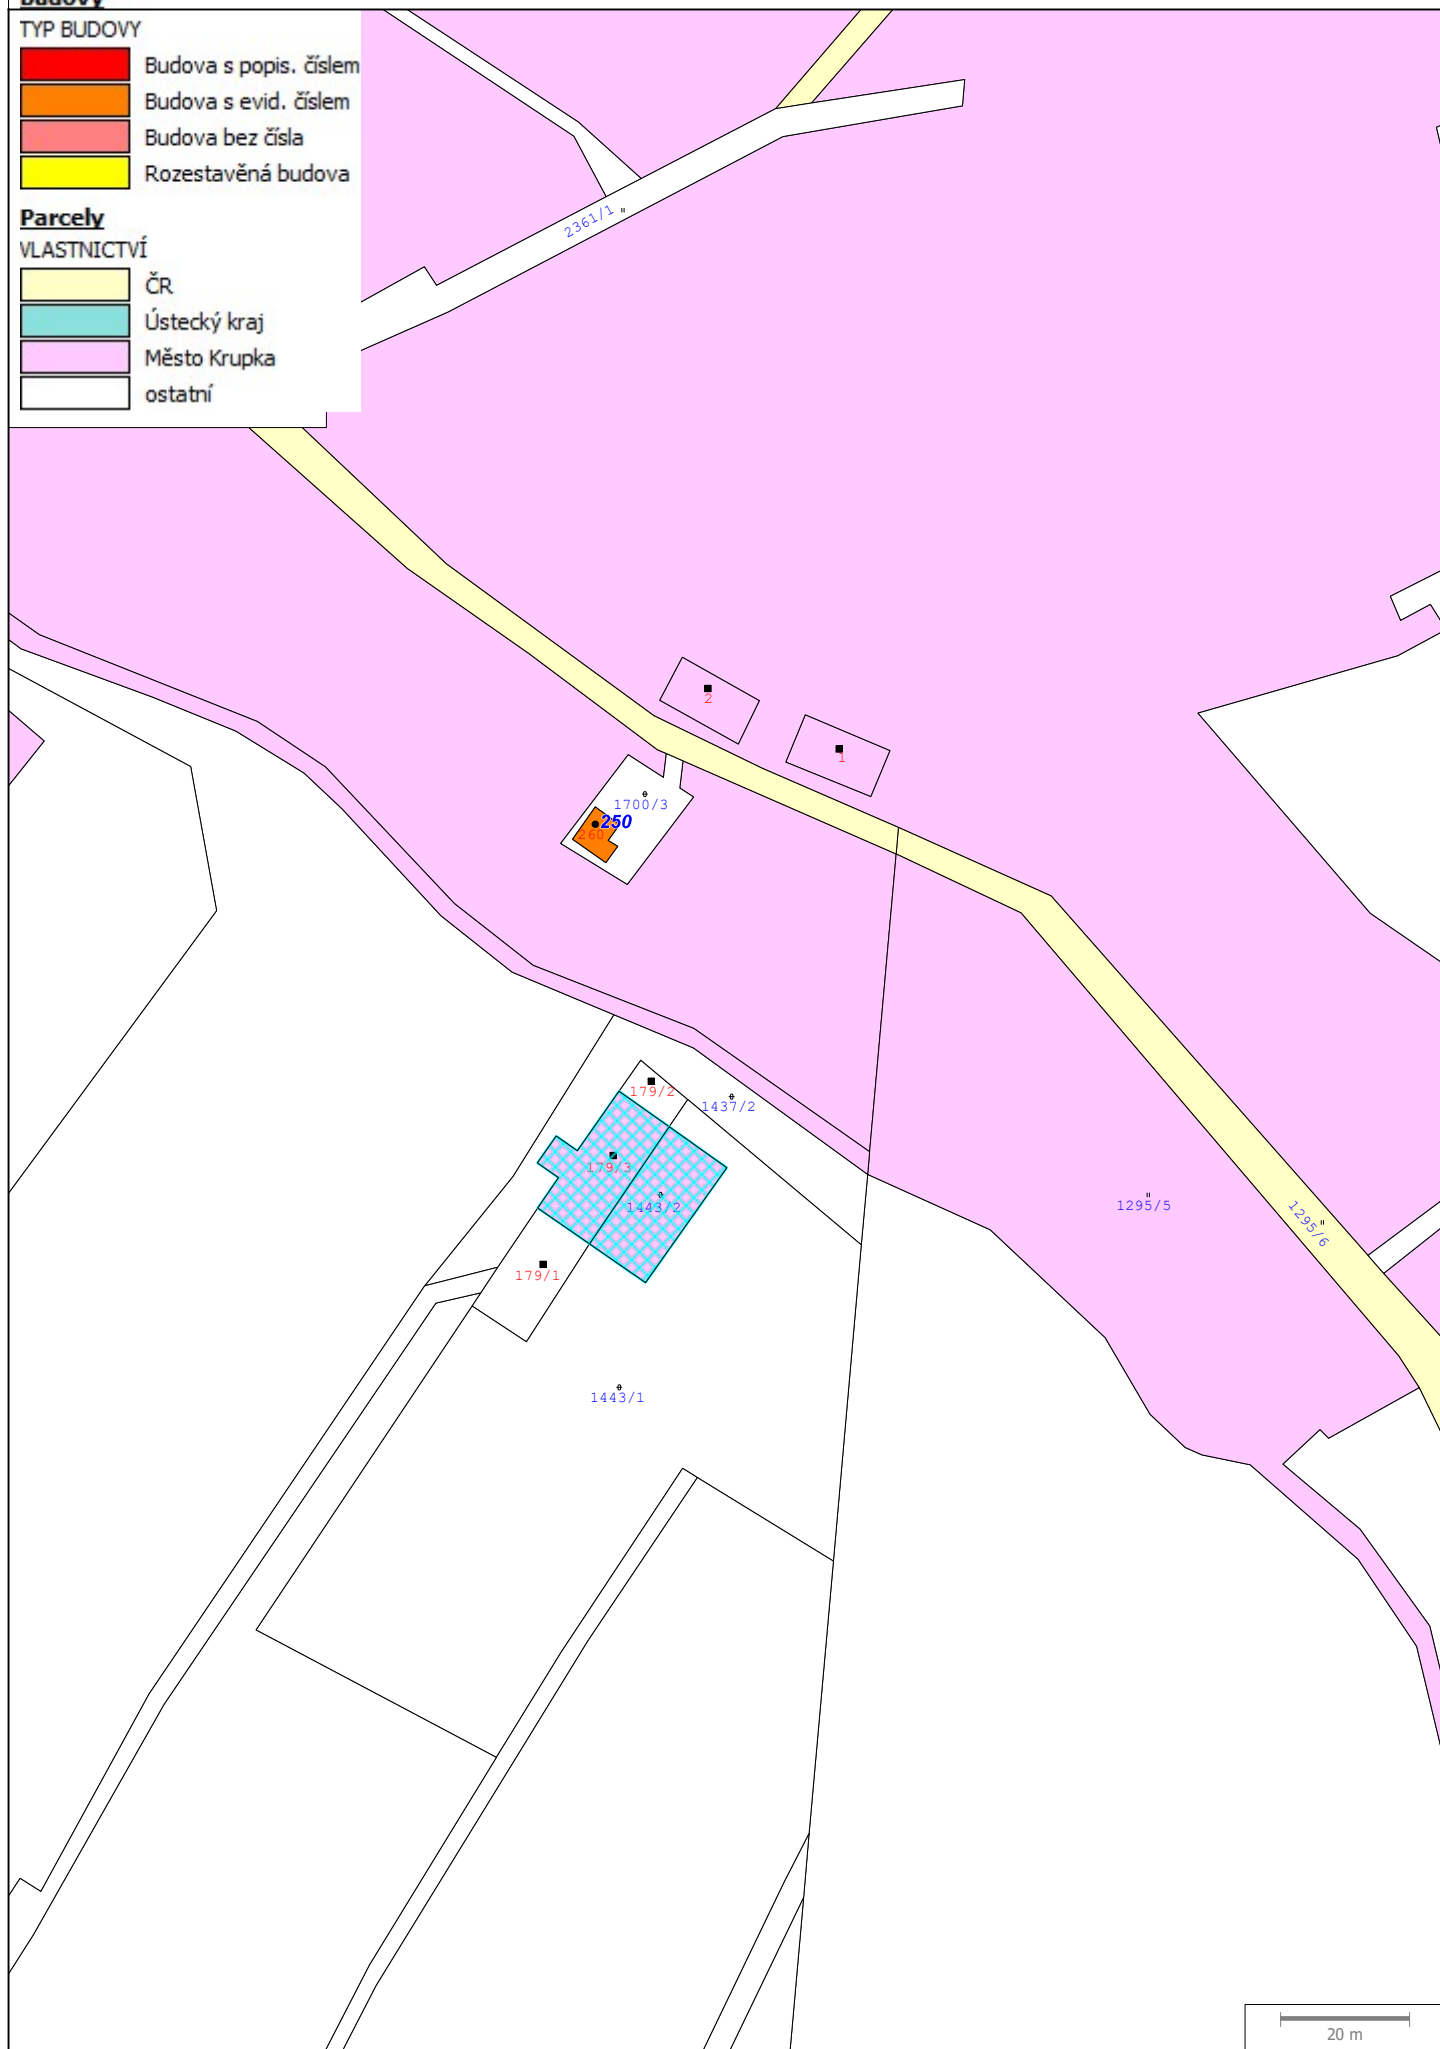 Budovy
TYP BUDOVY
Budova s popis. číslem
Budova s evid. číslem
Budova bez čísla
Rozestavěná budova
Parcely
VLASTNICTVÍ
ČR
Ústecký kraj
Město Krupka
ostatní
2361/1
2
1
1700/3
250
260
179/2
1437/2
179/3
1443/2
1295/5
1295/6
179/1
1443/1
20 m